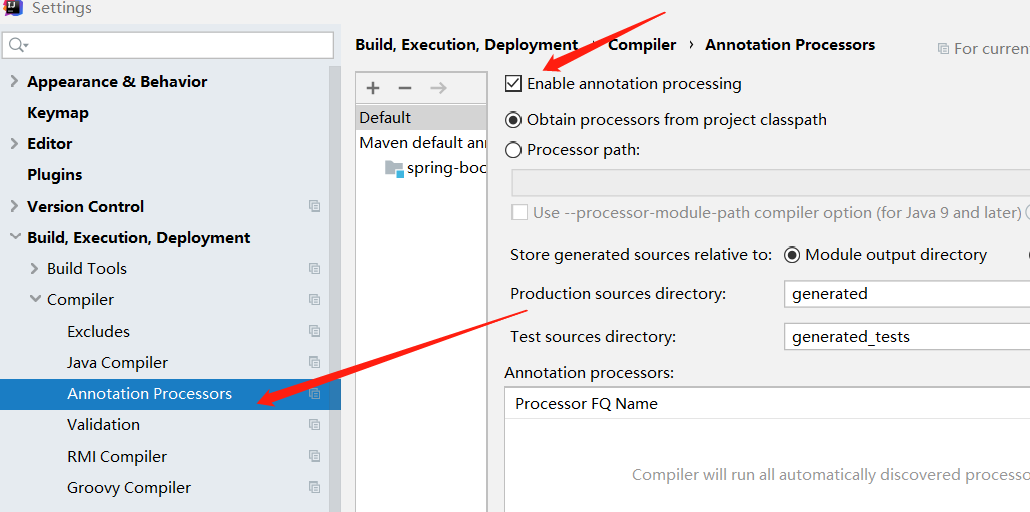 Settings
Build, Execution, Deployment › Compiler › Annotation Processors
For current
Appearance & Behavior
Keymap
Editor
Plugins
Version Control
Build, Execution, Deployment
Build Tools
Compiler
Excludes
Java Compiler
Annotation Processors
Validation
RMI Compiler
Groovy Compiler
Default
Maven default ann
spring-boo
Enable annotation processing
Obtain processors from project classpath
Processor path:
Use --processor-module-path compiler option (for Java 9 and later)
Store generated sources relative to: Module output directory
Production sources directory: generated
Test sources directory: generated_tests
Annotation processors:
Processor FQ Name
Compiler will run all automatically discovered processo